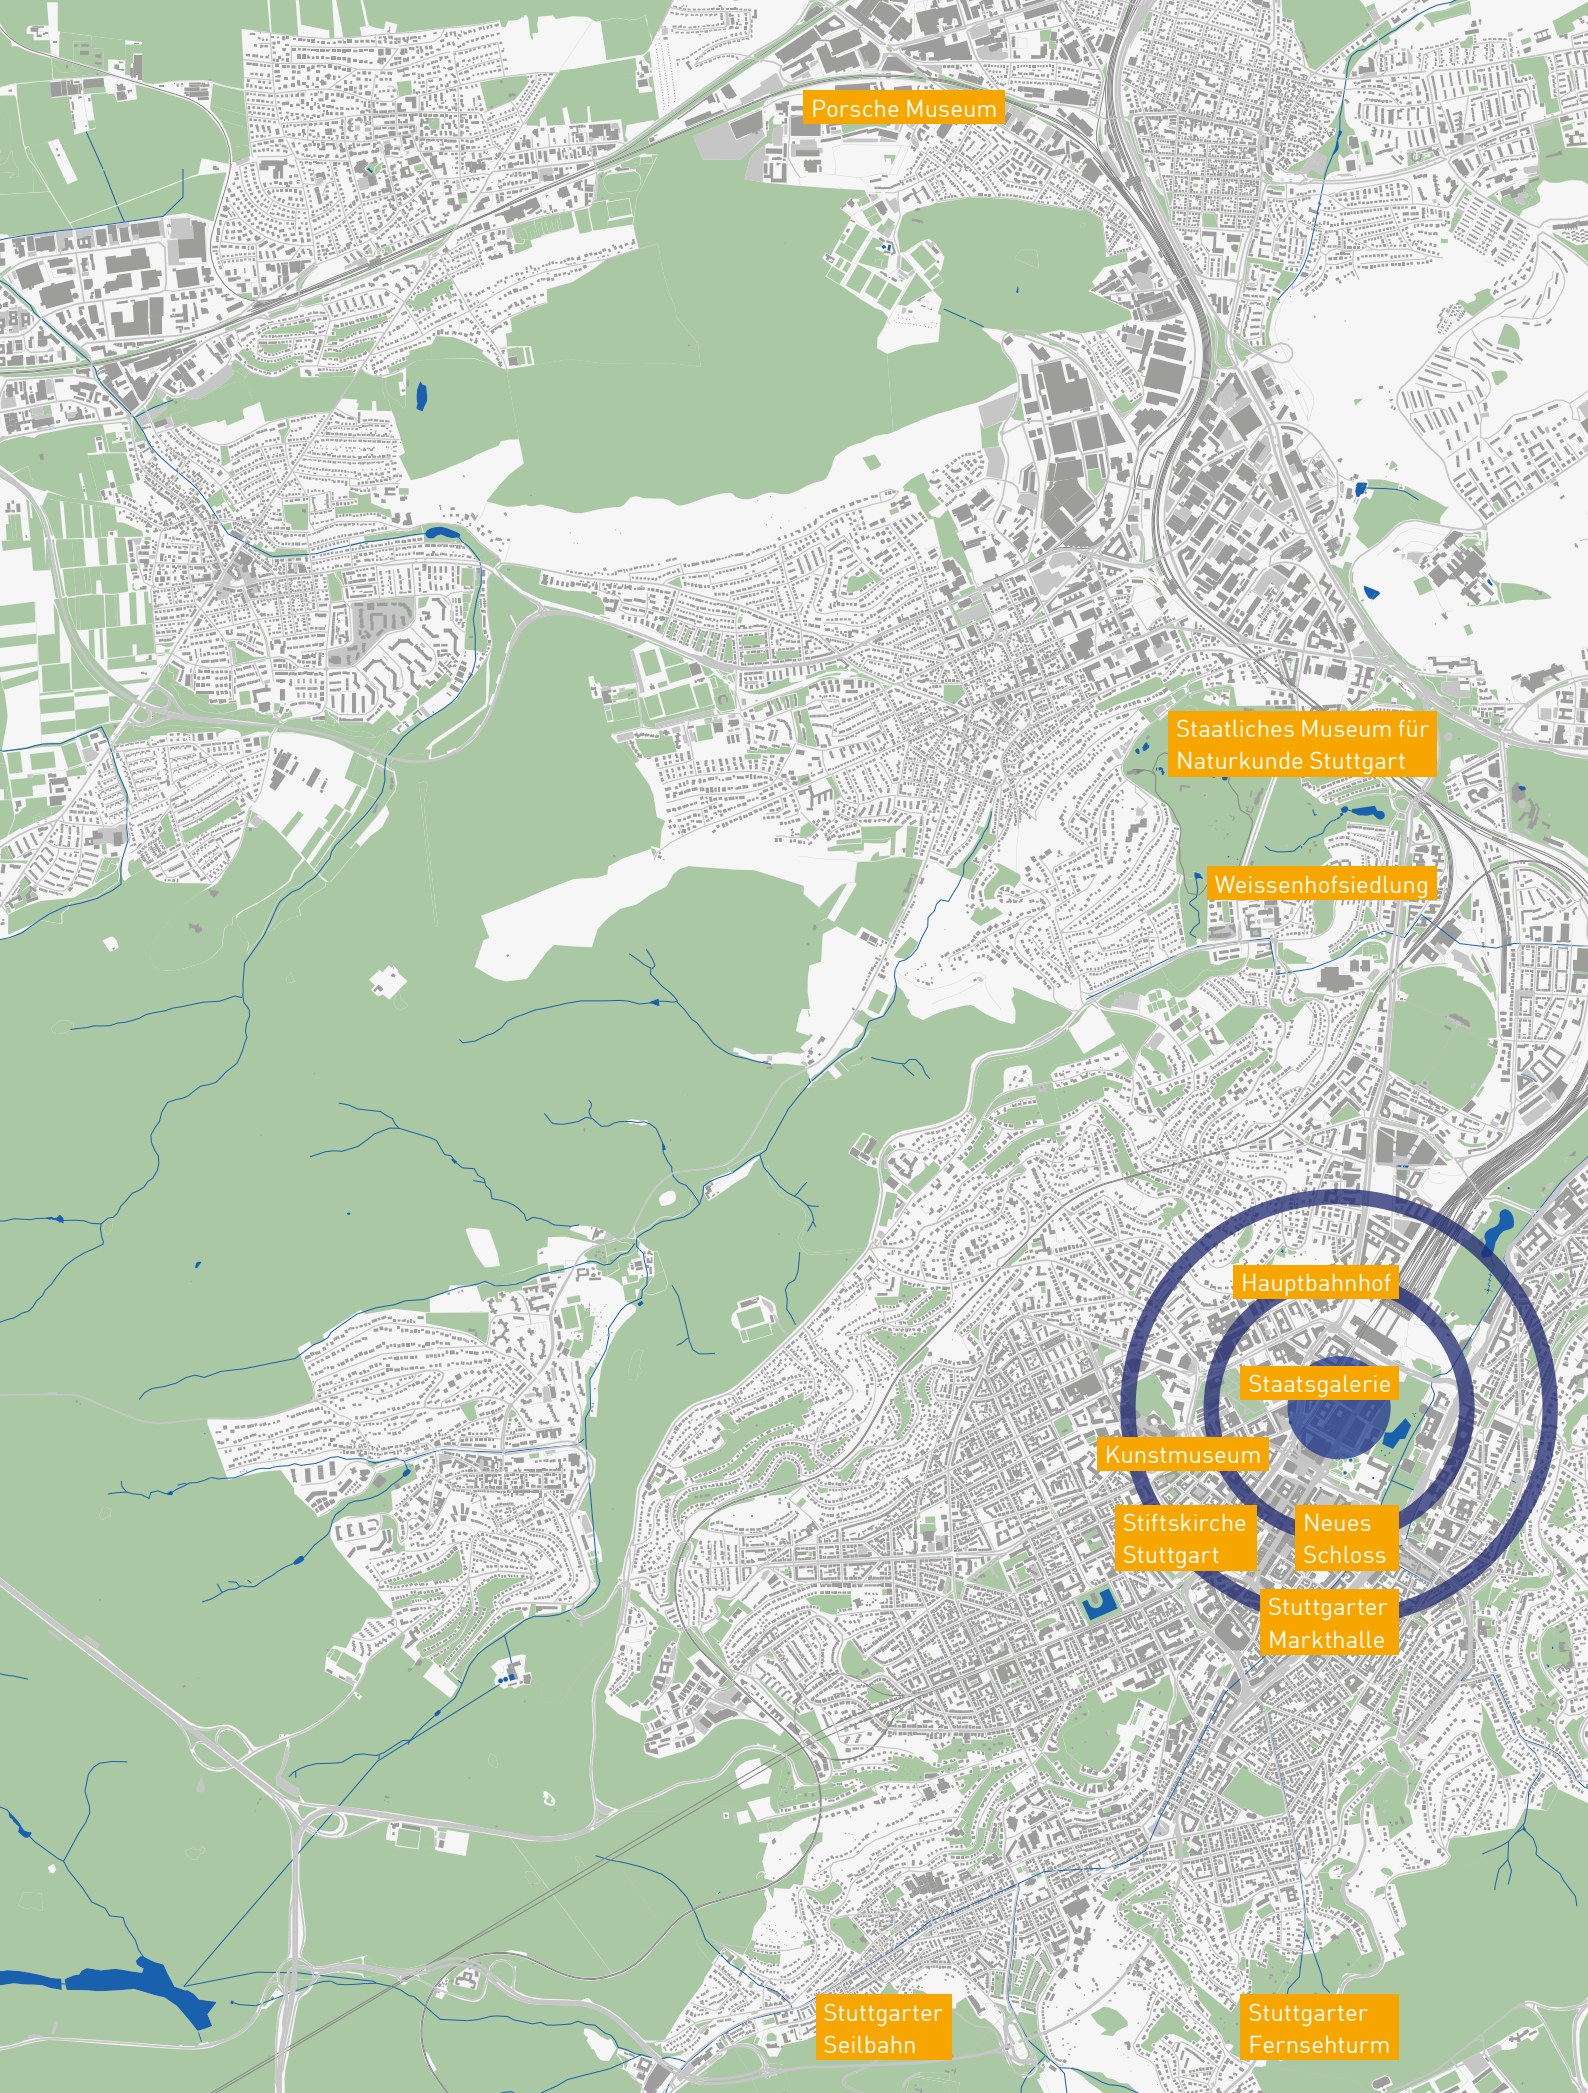 Porsche Museum
Staatliches Museum für
Naturkunde Stuttgart
Weissenhofsiedlung
Hauptbahnhof
Staatsgalerie
Kunstmuseum
Stiftskirche
Stuttgart
Neues
Schloss
Stuttgarter
Markthalle
Stuttgarter
Seilbahn
Stuttgarter
Fernsehturm